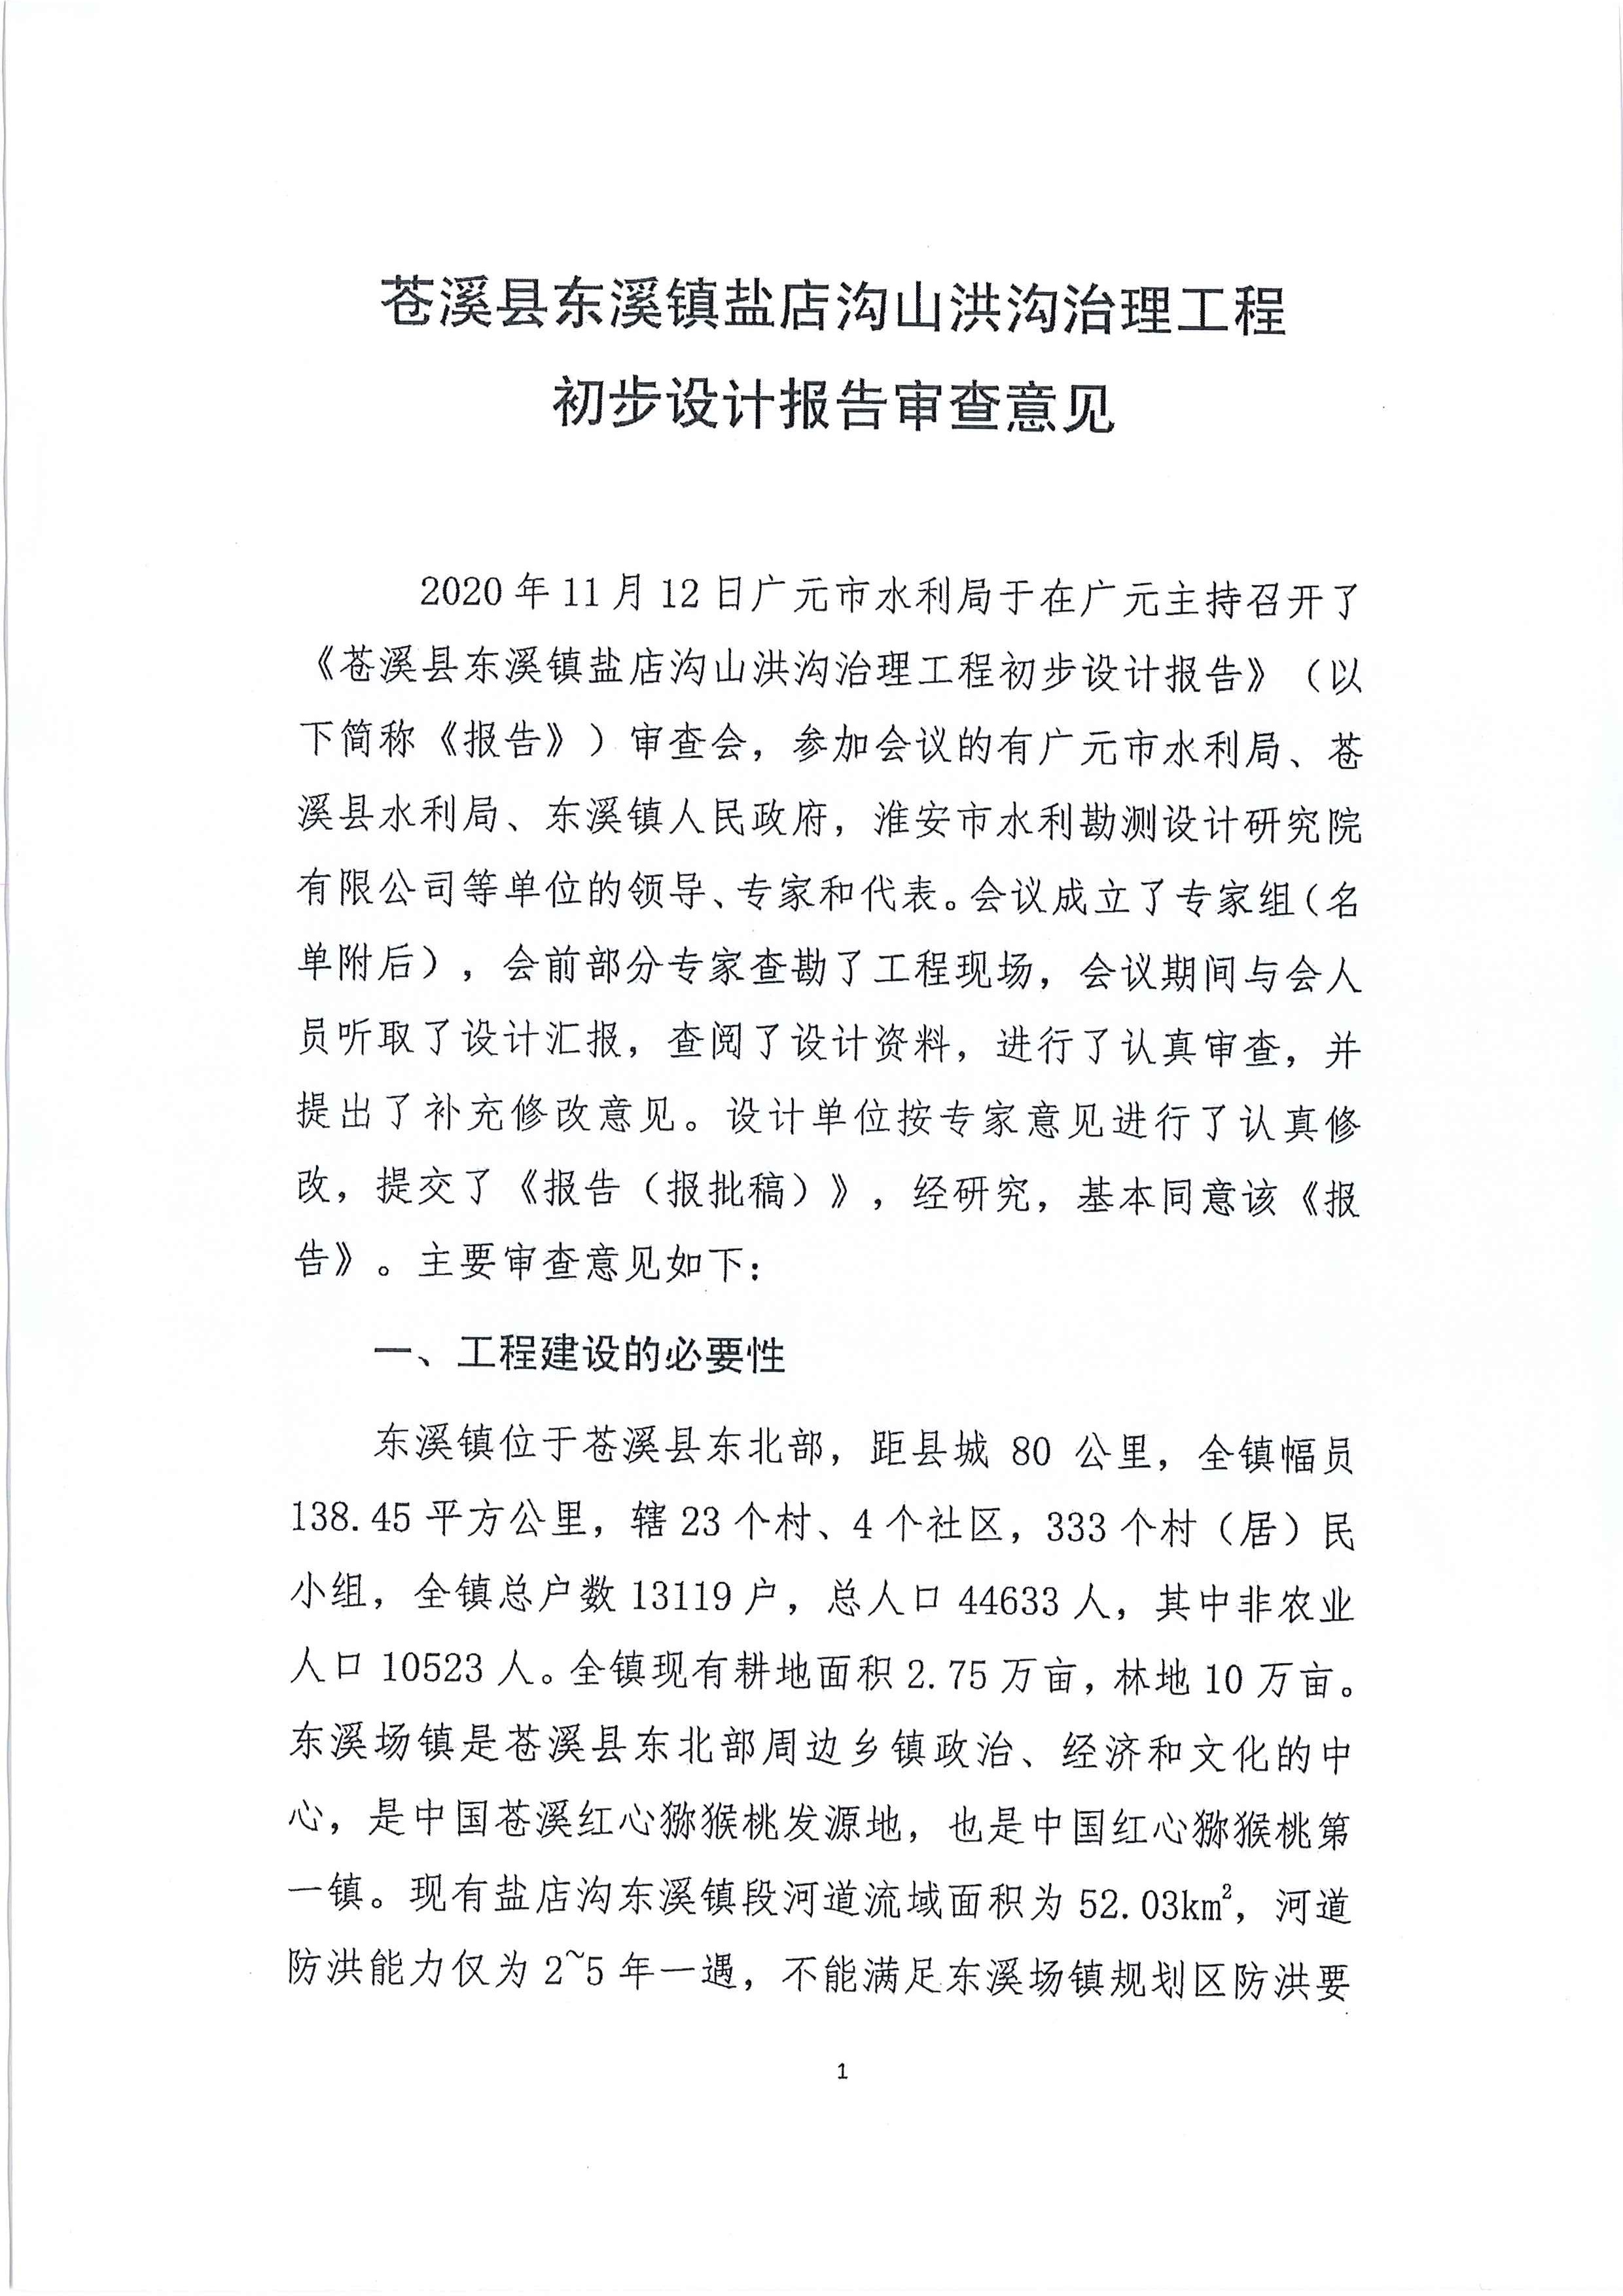 苍溪县东溪镇盐店沟山洪沟治理工程
初步设计报告审查意见
2020年11月12日广元市水利局于在广元主持召开了
《苍溪县东溪镇盐店沟山洪沟治理工程初步设计报告》（以
下简称《报告》）审查会，参加会议的有广元市水利局、苍
溪县水利局、东溪镇人民政府，淮安市水利勘测设计研究院
有限公司等单位的领导、专家和代表。会议成立了专家组（名
单附后），会前部分专家查勘了工程现场，会议期间与会人
员听取了设计汇报，查阅了设计资料，进行了认真审查，并
提出了补充修改意见。设计单位按专家意见进行了认真修
改，提交了《报告（报批稿）》，经研究，基本同意该《报
告》。主要审查意见如下：
一、工程建设的必要性
东溪镇位于苍溪县东北部，距县城 80 公里，全镇幅员
138.45平方公里，辖23个村、4个社区，333个村（居）民
小组，全镇总户数13119户，总人口44633人，其中非农业
人口10523人。全镇现有耕地面积2.75万亩，林地10万亩。
东溪场镇是苍溪县东北部周边乡镇政治、经济和文化的中
心，是中国苍溪红心猕猴桃发源地，也是中国红心猕猴桃第
一镇。现有盐店沟东溪镇段河道流域面积为52.03km²，河道
防洪能力仅为2~5年一遇，不能满足东溪场镇规划区防洪要
1